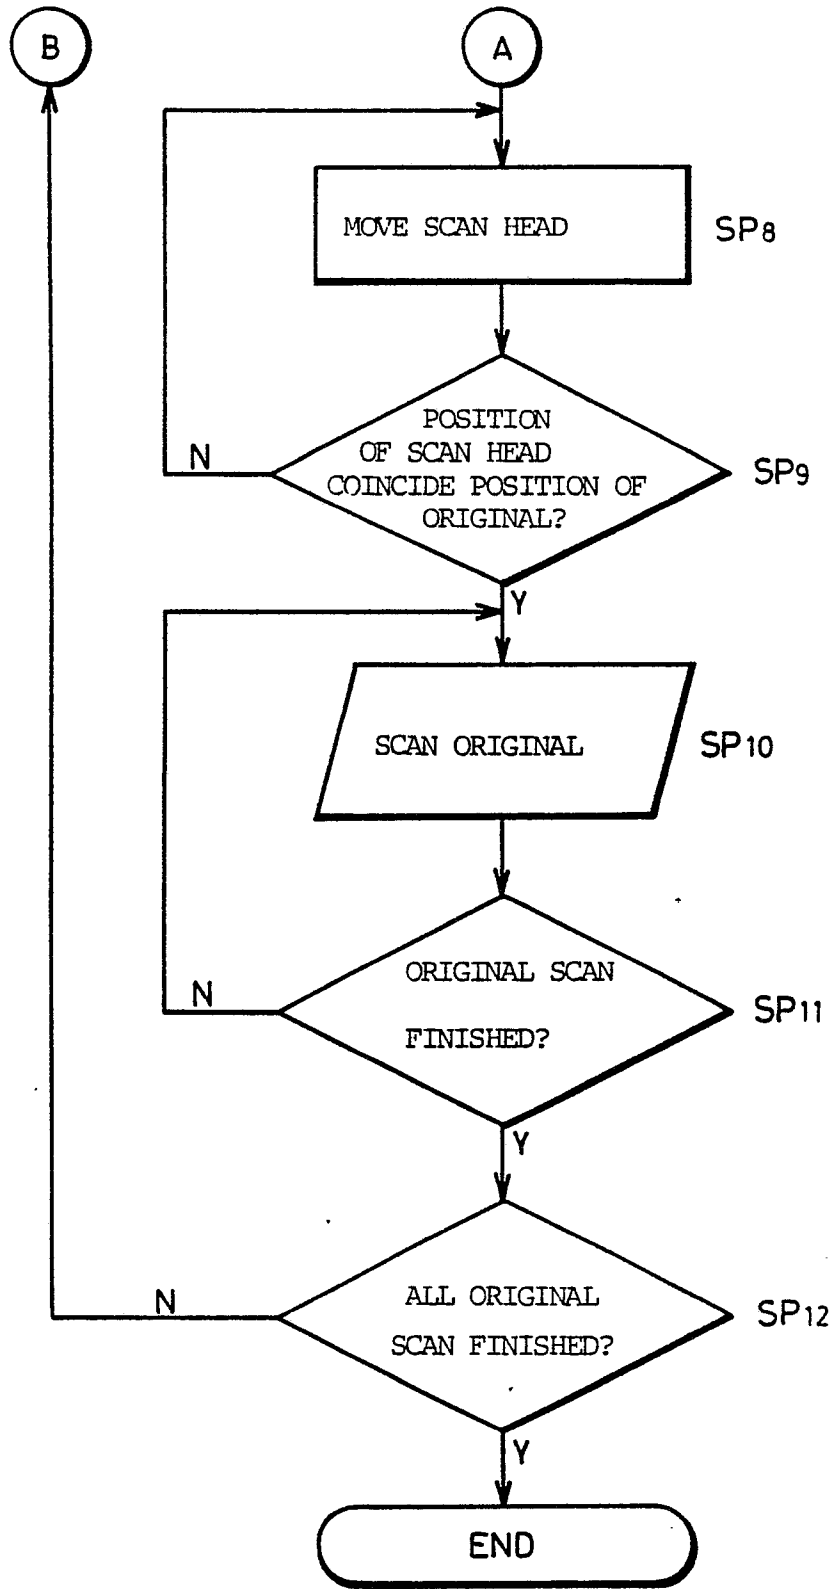 B
A
MOVE SCAN HEAD
SP8
POSITION
OF SCAN HEAD
COINCIDE POSITION OF
ORIGINAL?
SP9
N
Y
SCAN ORIGINAL
SP10
ORIGINAL SCAN
FINISHED?
SP11
N
Y
ALL ORIGINAL
SCAN FINISHED?
SP12
N
Y
END